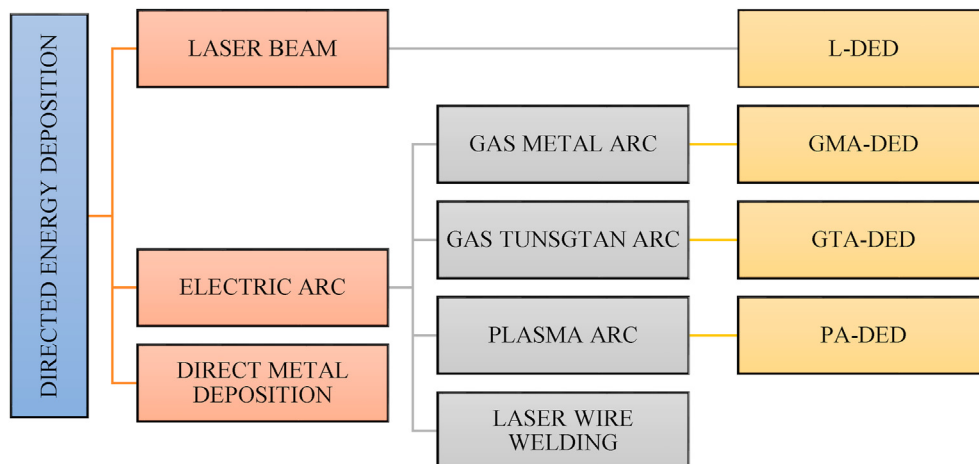 DIRECTED ENERGY DEPOSITION
LASER BEAM
L-DED
GAS METAL ARC
GMA-DED
GAS TUNSGTAN ARC
GTA-DED
ELECTRIC ARC
PLASMA ARC
PA-DED
DIRECT METAL
DEPOSITION
LASER WIRE
WELDING